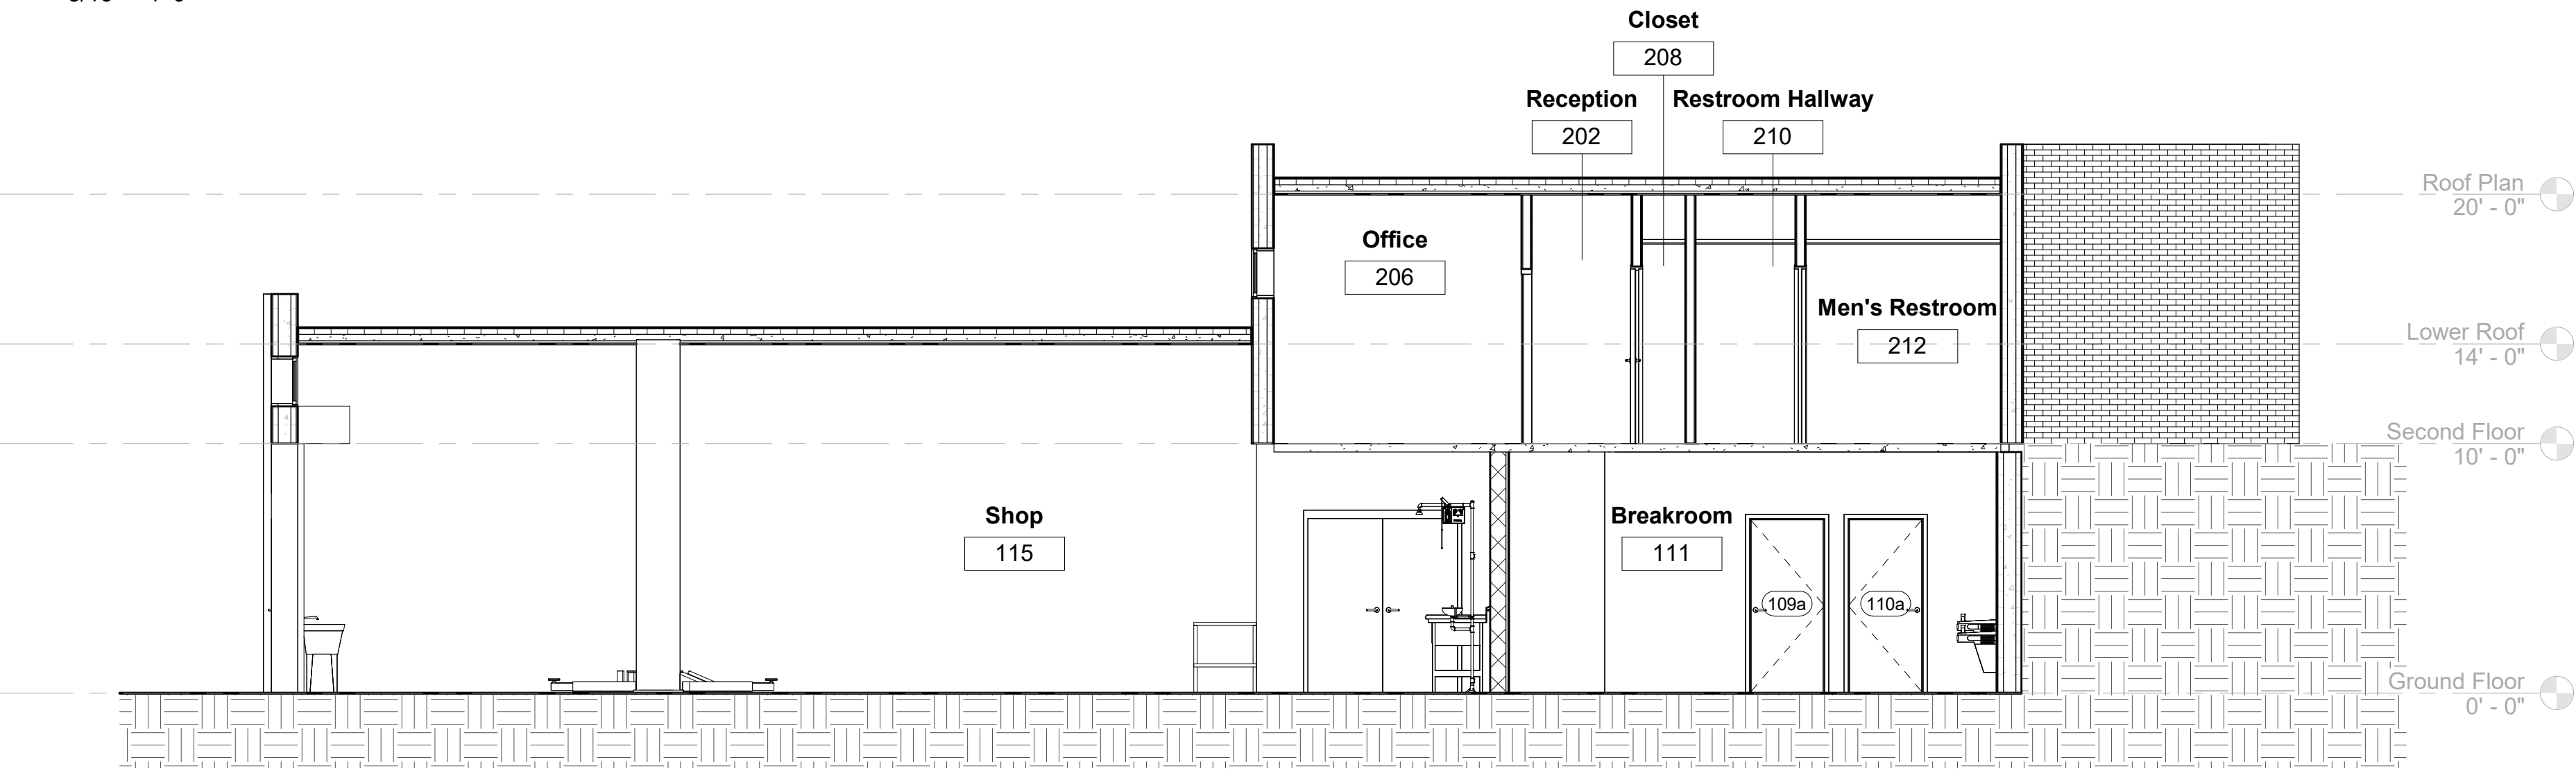 Closet
208
Reception
202
Restroom Hallway
210
Roof Plan
20' - 0"
Office
206
Men's Restroom
212
Lower Roof
14' - 0"
Second Floor
10' - 0"
Shop
115
Breakroom
111
109a
110a
Ground Floor
0' - 0"